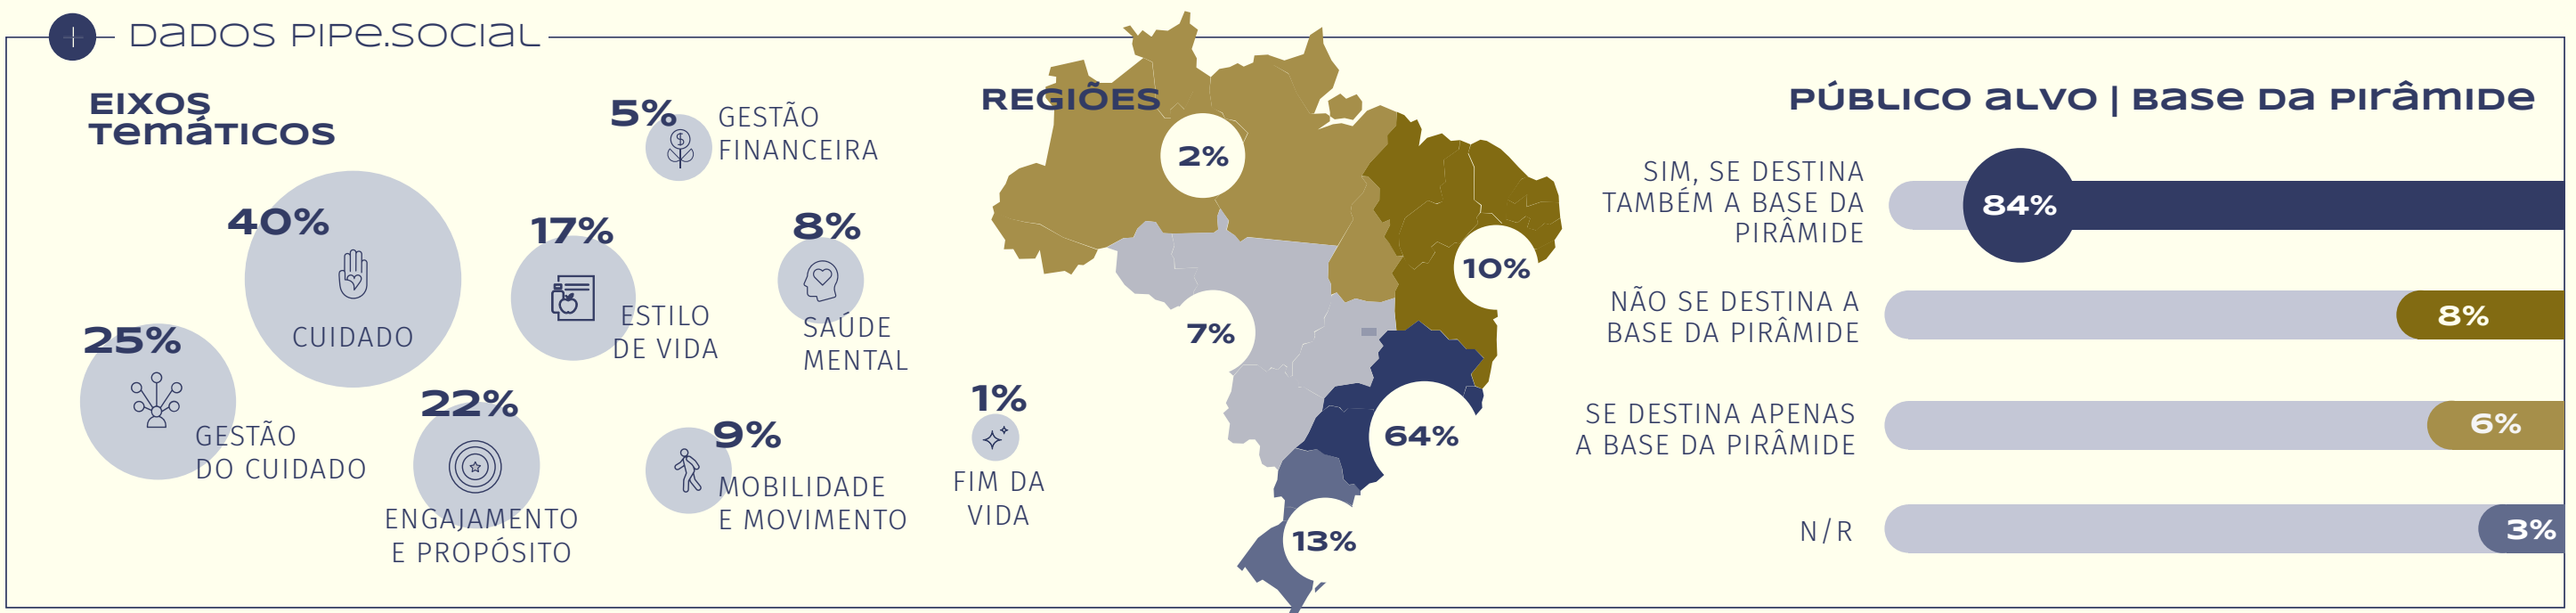 DADOS PIPE.SOCIAL
EIXOS
TEMÁTICOS
5%
GESTÃO
FINANCEIRA
40%
CUIDADO
17%
ESTILO
DE VIDA
8%
SAÚDE
MENTAL
25%
GESTÃO
DO CUIDADO
22%
ENGAJAMENTO
E PROPÓSITO
9%
MOBILIDADE
E MOVIMENTO
1%
FIM DA
VIDA
REGIÕES
2%
10%
7%
64%
13%
PÚBLICO ALVO | BASE DA PIRÂMIDE
SIM, SE DESTINA
TAMBÉM A BASE DA
PIRÂMIDE
84%
NÃO SE DESTINA A
BASE DA PIRÂMIDE
8%
SE DESTINA APENAS
A BASE DA PIRÂMIDE
6%
N/R
3%